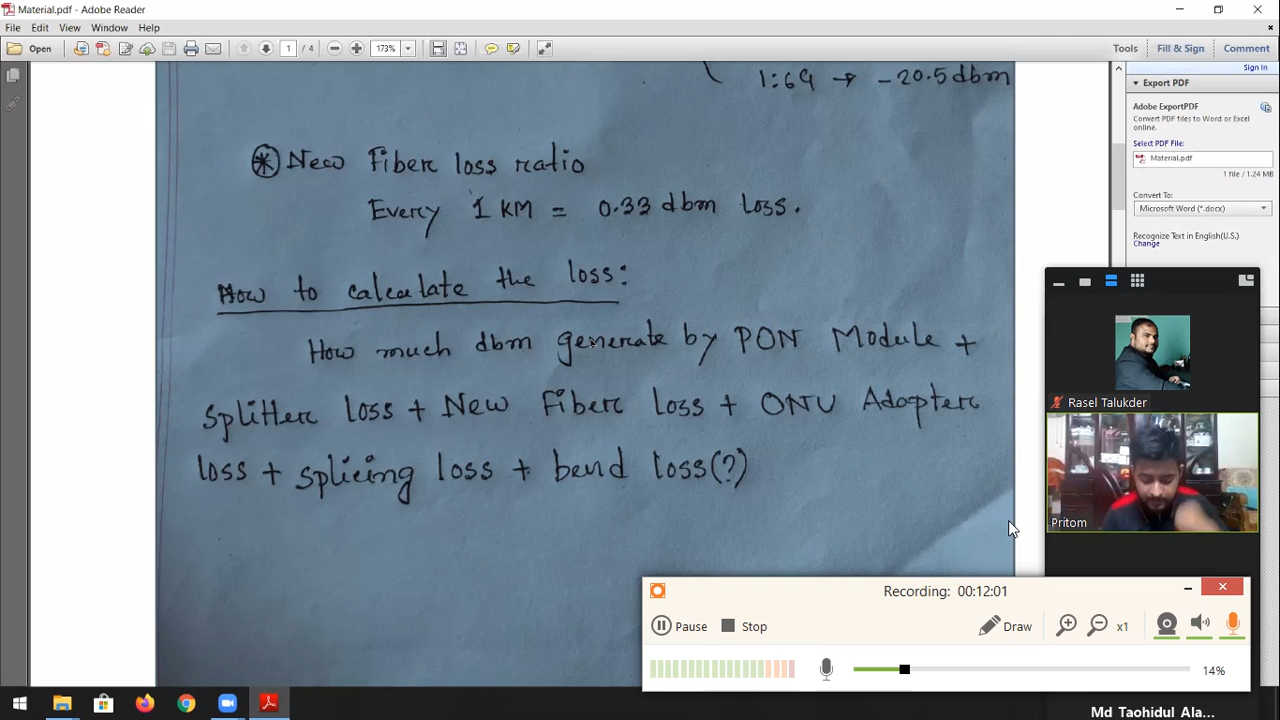 Material.pdf - Adobe Reader
File Edit View Window Help
Open 1 / 4 173% Tools Fill & Sign Comment
Sign In
Export PDF
Adobe ExportPDF
Convert PDF files to Word or Excel
online.
Select PDF File:
Material.pdf
1 file / 1.24 MB
Convert To:
Microsoft Word (*.docx)
Recognize Text in English(U.S.)
Change
1:64 → -20.5 dbm
* New Fiber loss ratio
Every 1 KM = 0.33 dbm loss.
How to calculate the loss:
How much dbm generate by PON Module +
Splitter loss + New Fiber loss + ONU Adapter
loss + splicing loss + bend loss(?)
Rasel Talukder
Pritom
Recording: 00:12:01
Pause Stop Draw x1
14%
Md Taohidul Ala...